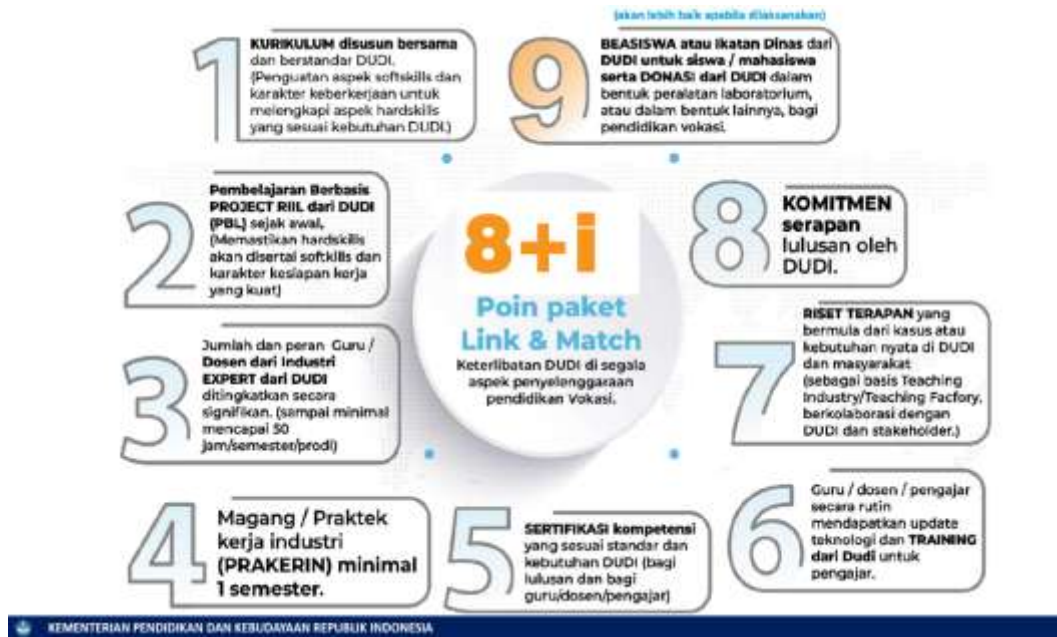 1
KURIKULUM disusun bersama
dan berstandar DUDI.
(Penguatan aspek softskills dan
karakter keberkerjaan untuk
melengkapi aspek hardskills
yang sesuai kebutuhan DUDI.)
(akan lebih baik apabila dilaksanakan)
9
BEASISWA atau Ikatan Dinas dari
DUDI untuk siswa / mahasiswa
serta DONASI dari DUDI dalam
bentuk peralatan laboratorium,
atau dalam bentuk lainnya, bagi
pendidikan vokasi.
2
Pembelajaran Berbasis
PROJECT RIIL dari DUDI
(PBL) sejak awal.
(Memastikan hardskills
akan disertai softkills dan
karakter kesiapan kerja
yang kuat)
8+i
Poin paket
Link & Match
Keterlibatan DUDI di segala
aspek penyelenggaraan
pendidikan Vokasi.
8
KOMITMEN
serapan
lulusan oleh
DUDI.
3
Jumlah dan peran Guru /
Dosen dari Industri
EXPERT dari DUDI
ditingkatkan secara
signifikan. (sampai minimal
mencapai 50
jam/semester/prodi)
7
RISET TERAPAN yang
bermula dari kasus atau
kebutuhan nyata di DUDI
dan masyarakat
(sebagai basis Teaching
Industry/Teaching Factory,
berkolaborasi dengan
DUDI dan stakeholder.)
4
Magang / Praktek
kerja industri
(PRAKERIN) minimal
1 semester.
5
SERTIFIKASI kompetensi
yang sesuai standar dan
kebutuhan DUDI (bagi
lulusan dan bagi
guru/dosen/pengajar)
6
Guru / dosen / pengajar
secara rutin
mendapatkan update
teknologi dan TRAINING
dari Dudi untuk
pengajar.
KEMENTERIAN PENDIDIKAN DAN KEBUDAYAAN REPUBLIK INDONESIA